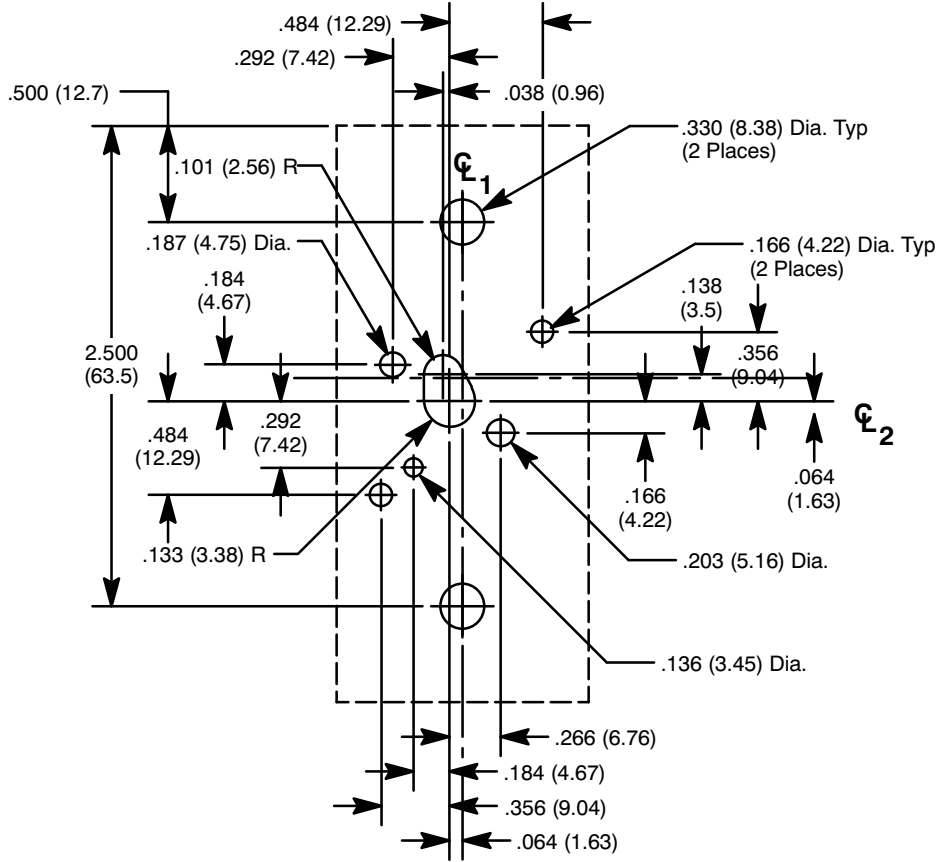 .484 (12.29)
.292 (7.42)
.038 (0.96)
.500 (12.7)
.330 (8.38) Dia. Typ
(2 Places)
.101 (2.56) R
CL1
.187 (4.75) Dia.
.166 (4.22) Dia. Typ
(2 Places)
.184
(4.67)
.138
(3.5)
2.500
(63.5)
.356
(9.04)
.292
(7.42)
CL2
.484
(12.29)
.064
(1.63)
.166
(4.22)
.133 (3.38) R
.203 (5.16) Dia.
.136 (3.45) Dia.
.266 (6.76)
.184 (4.67)
.356 (9.04)
.064 (1.63)